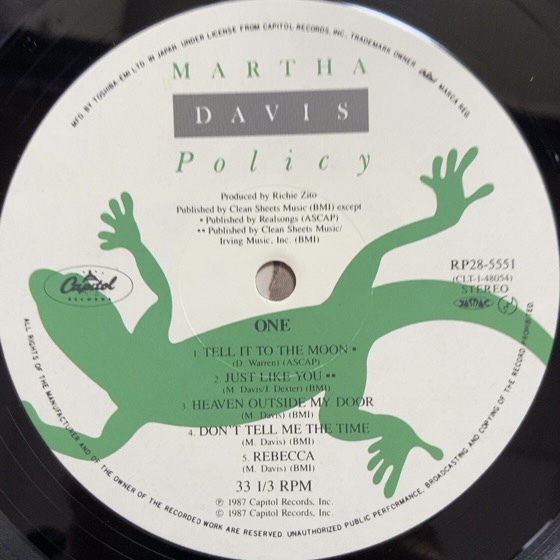 MFD BY TOSHIBA-EMI LTD. IN JAPAN. UNDER LICENSE FROM CAPITOL RECORDS, INC., TRADEMARK OWNER Capitol MARCA REG.
MARTHA
DAVIS
Policy
Produced by Richie Zito
Published by Clean Sheets Music (BMI) except
• Published by Realsongs (ASCAP)
•• Published by Clean Sheets Music/
Irving Music, Inc. (BMI)
Capitol
RECORDS
RP28-5551
(CLT-1-48054)
STEREO
JASRAC
ONE
1. TELL IT TO THE MOON •
(D. Warren) (ASCAP)
2. JUST LIKE YOU ••
(M. Davis/J. Dexter) (BMI)
3. HEAVEN OUTSIDE MY DOOR
(M. Davis) (BMI)
4. DON'T TELL ME THE TIME
(M. Davis) (BMI)
5. REBECCA
(M. Davis) (BMI)
33 1/3 RPM
℗ 1987 Capitol Records, Inc.
© 1987 Capitol Records, Inc.
ALL RIGHTS OF THE MANUFACTURER AND OF THE OWNER OF THE RECORDED WORK ARE RESERVED. UNAUTHORIZED PUBLIC PERFORMANCE, BROADCASTING AND COPYING OF THE RECORD PROHIBITED.